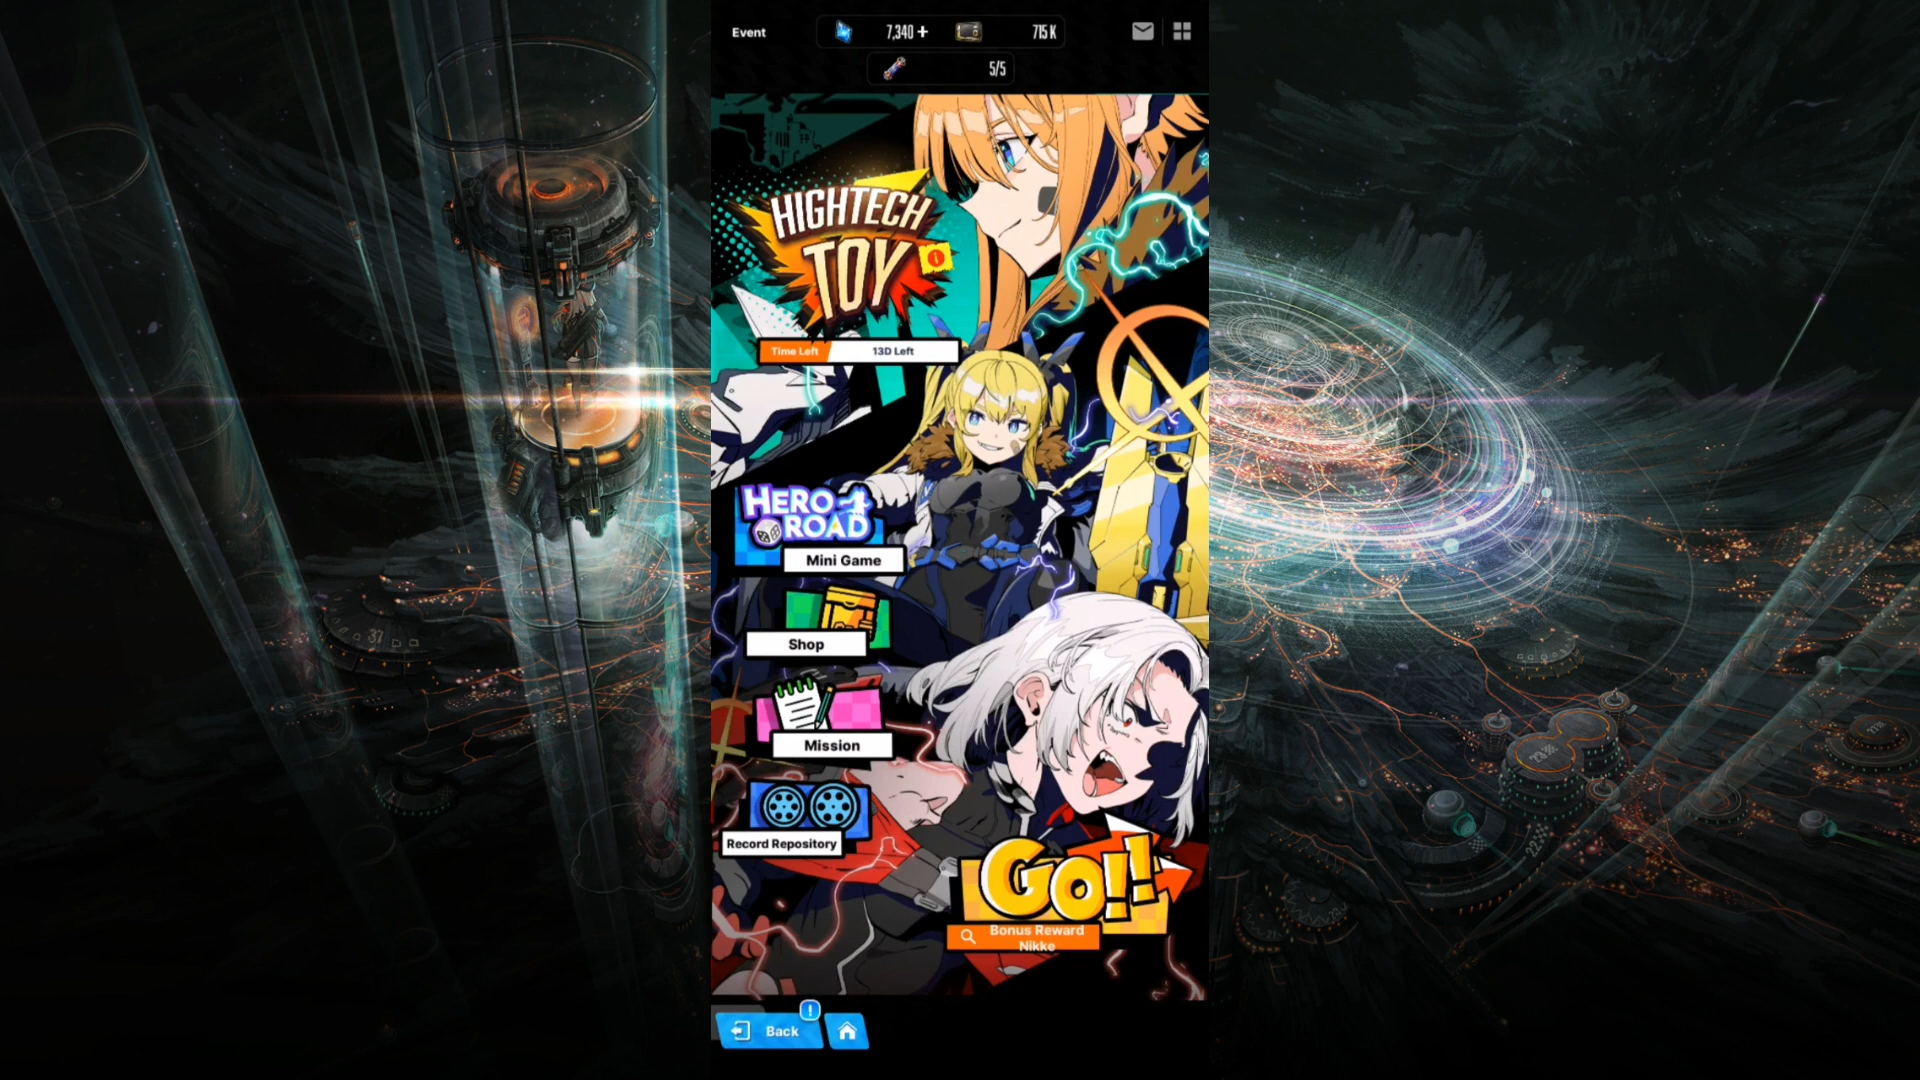 Event
7,340 +
715 K
5/5
HIGHTECH
TOY
Time Left
13D Left
HERO
ROAD
Mini Game
Shop
Mission
Record Repository
GO!!
Bonus Reward
Nikke
Back